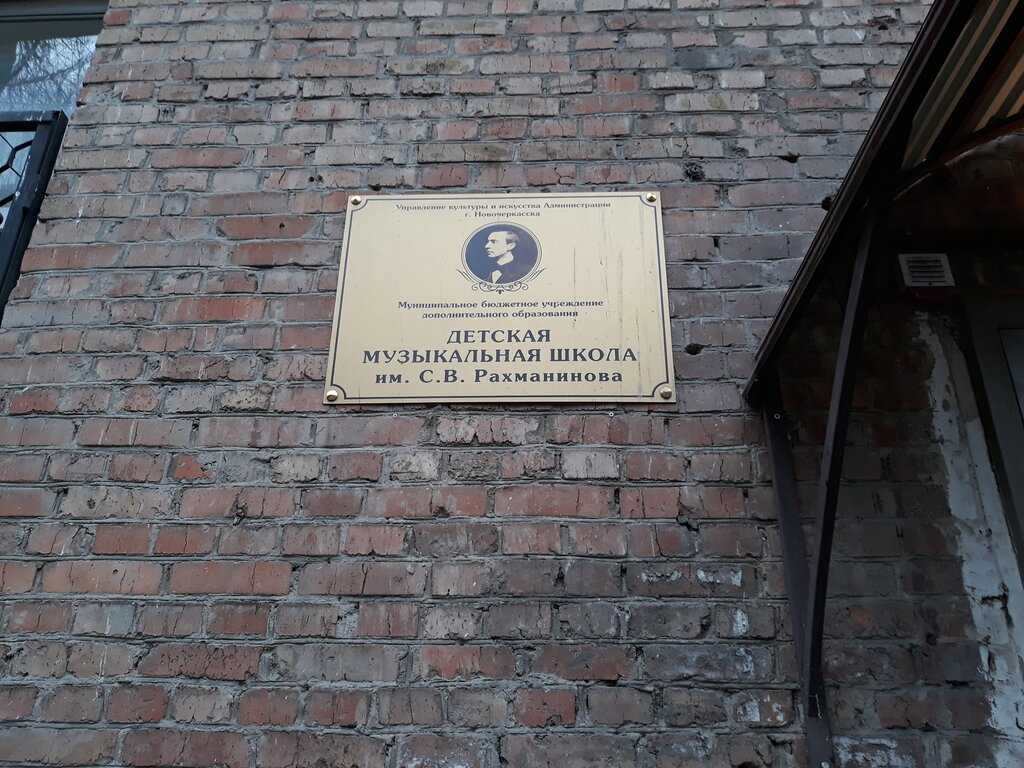 Управление культуры и искусства Администрации
г. Новочеркасска
Муниципальное бюджетное учреждение
дополнительного образования
ДЕТСКАЯ
МУЗЫКАЛЬНАЯ ШКОЛА
им. С.В. Рахманинова